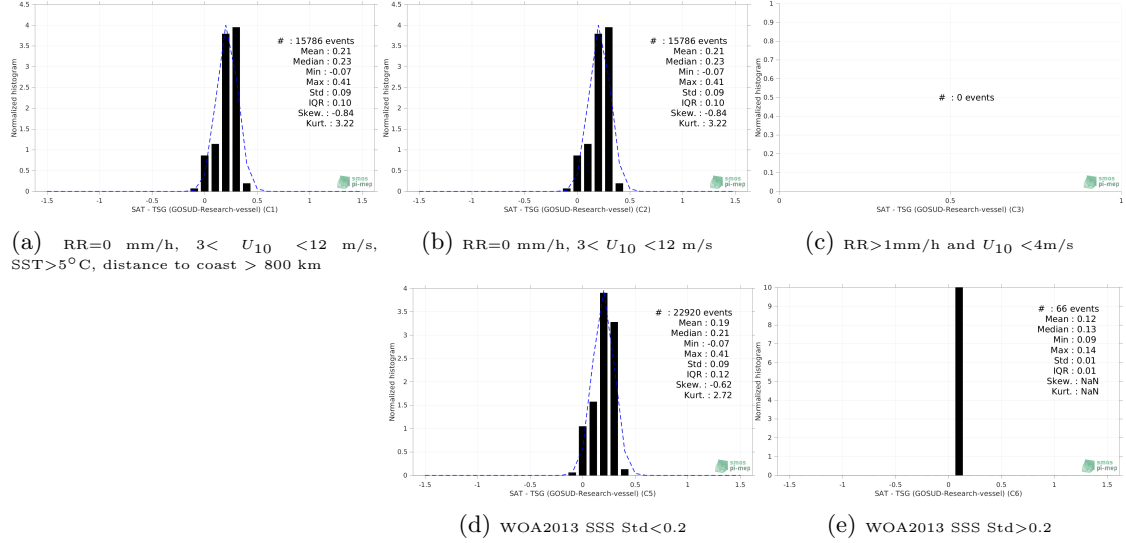 4.5
4
3.5
3
2.5
2
1.5
1
0.5
0
Normalized histogram
# : 15786 events
Mean : 0.21
Median : 0.23
Min : -0.07
Max : 0.41
Std : 0.09
IQR : 0.10
Skew. : -0.84
Kurt. : 3.22
smos
pi-mep
-1.5 -1 -0.5 0 0.5 1 1.5
SAT - TSG (GOSUD-Research-vessel) (C1)
(a) RR=0 mm/h, 3< U10 <12 m/s,
SST>5°C, distance to coast > 800 km
4.5
4
3.5
3
2.5
2
1.5
1
0.5
0
Normalized histogram
# : 15786 events
Mean : 0.21
Median : 0.23
Min : -0.07
Max : 0.41
Std : 0.09
IQR : 0.10
Skew. : -0.84
Kurt. : 3.22
smos
pi-mep
-1.5 -1 -0.5 0 0.5 1 1.5
SAT - TSG (GOSUD-Research-vessel) (C2)
(b) RR=0 mm/h, 3< U10 <12 m/s
1
0.9
0.8
0.7
0.6
0.5
0.4
0.3
0.2
0.1
0
Normalized histogram
# : 0 events
smos
pi-mep
0 0.5 1
SAT - TSG (GOSUD-Research-vessel) (C3)
(c) RR>1mm/h and U10 <4m/s
4
3.5
3
2.5
2
1.5
1
0.5
0
Normalized histogram
# : 22920 events
Mean : 0.19
Median : 0.21
Min : -0.07
Max : 0.41
Std : 0.09
IQR : 0.12
Skew. : -0.62
Kurt. : 2.72
smos
pi-mep
-1.5 -1 -0.5 0 0.5 1 1.5
SAT - TSG (GOSUD-Research-vessel) (C5)
(d) WOA2013 SSS Std<0.2
10
9
8
7
6
5
4
3
2
1
0
Normalized histogram
# : 66 events
Mean : 0.12
Median : 0.13
Min : 0.09
Max : 0.14
Std : 0.01
IQR : 0.01
Skew. : NaN
Kurt. : NaN
smos
pi-mep
-1.5 -1 -0.5 0 0.5 1 1.5
SAT - TSG (GOSUD-Research-vessel) (C6)
(e) WOA2013 SSS Std>0.2